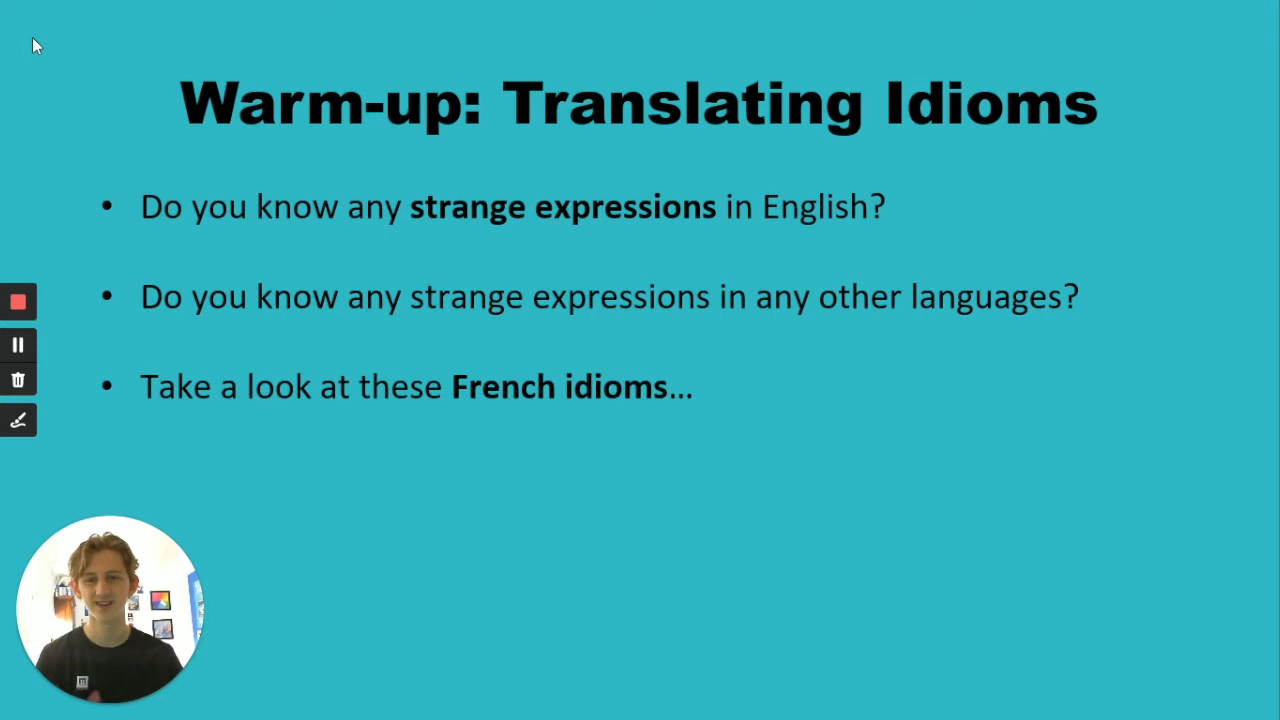 Warm-up: Translating Idioms
• Do you know any strange expressions in English?
• Do you know any strange expressions in any other languages?
• Take a look at these French idioms...